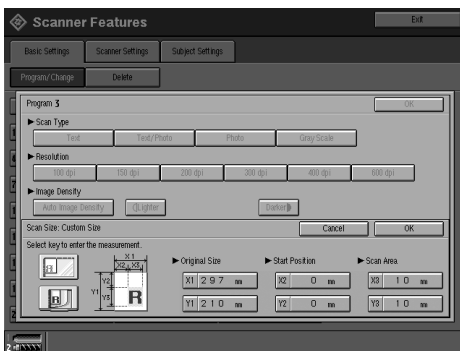 Scanner Features
Exit
Basic Settings
Scanner Settings
Subject Settings
Program/Change
Delete
Program 3
OK
▶ Scan Type
Text
Text/Photo
Photo
Gray Scale
▶ Resolution
100 dpi
150 dpi
200 dpi
300 dpi
400 dpi
600 dpi
▶ Image Density
Auto Image Density
Lighter
Darker
Scan Size: Custom Size
Cancel
OK
Select key to enter the measurement.
▶ Original Size
▶ Start Position
▶ Scan Area
X1
X2 X3
Y1
Y2
Y3
R
R
R
X1 297 mm
X2 0 mm
X3 10 mm
Y1 210 mm
Y2 0 mm
Y3 10 mm
2